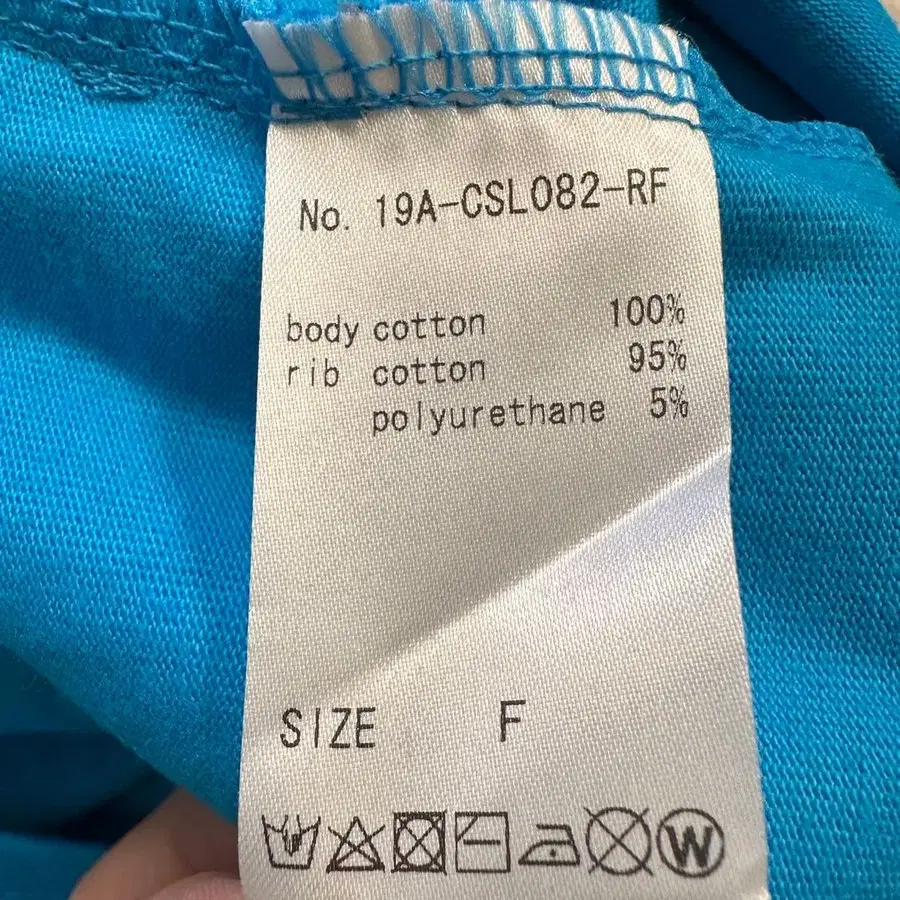 No. 19A-CSL082-RF
body cotton 100%
rib cotton 95%
polyurethane 5%
SIZE F
W